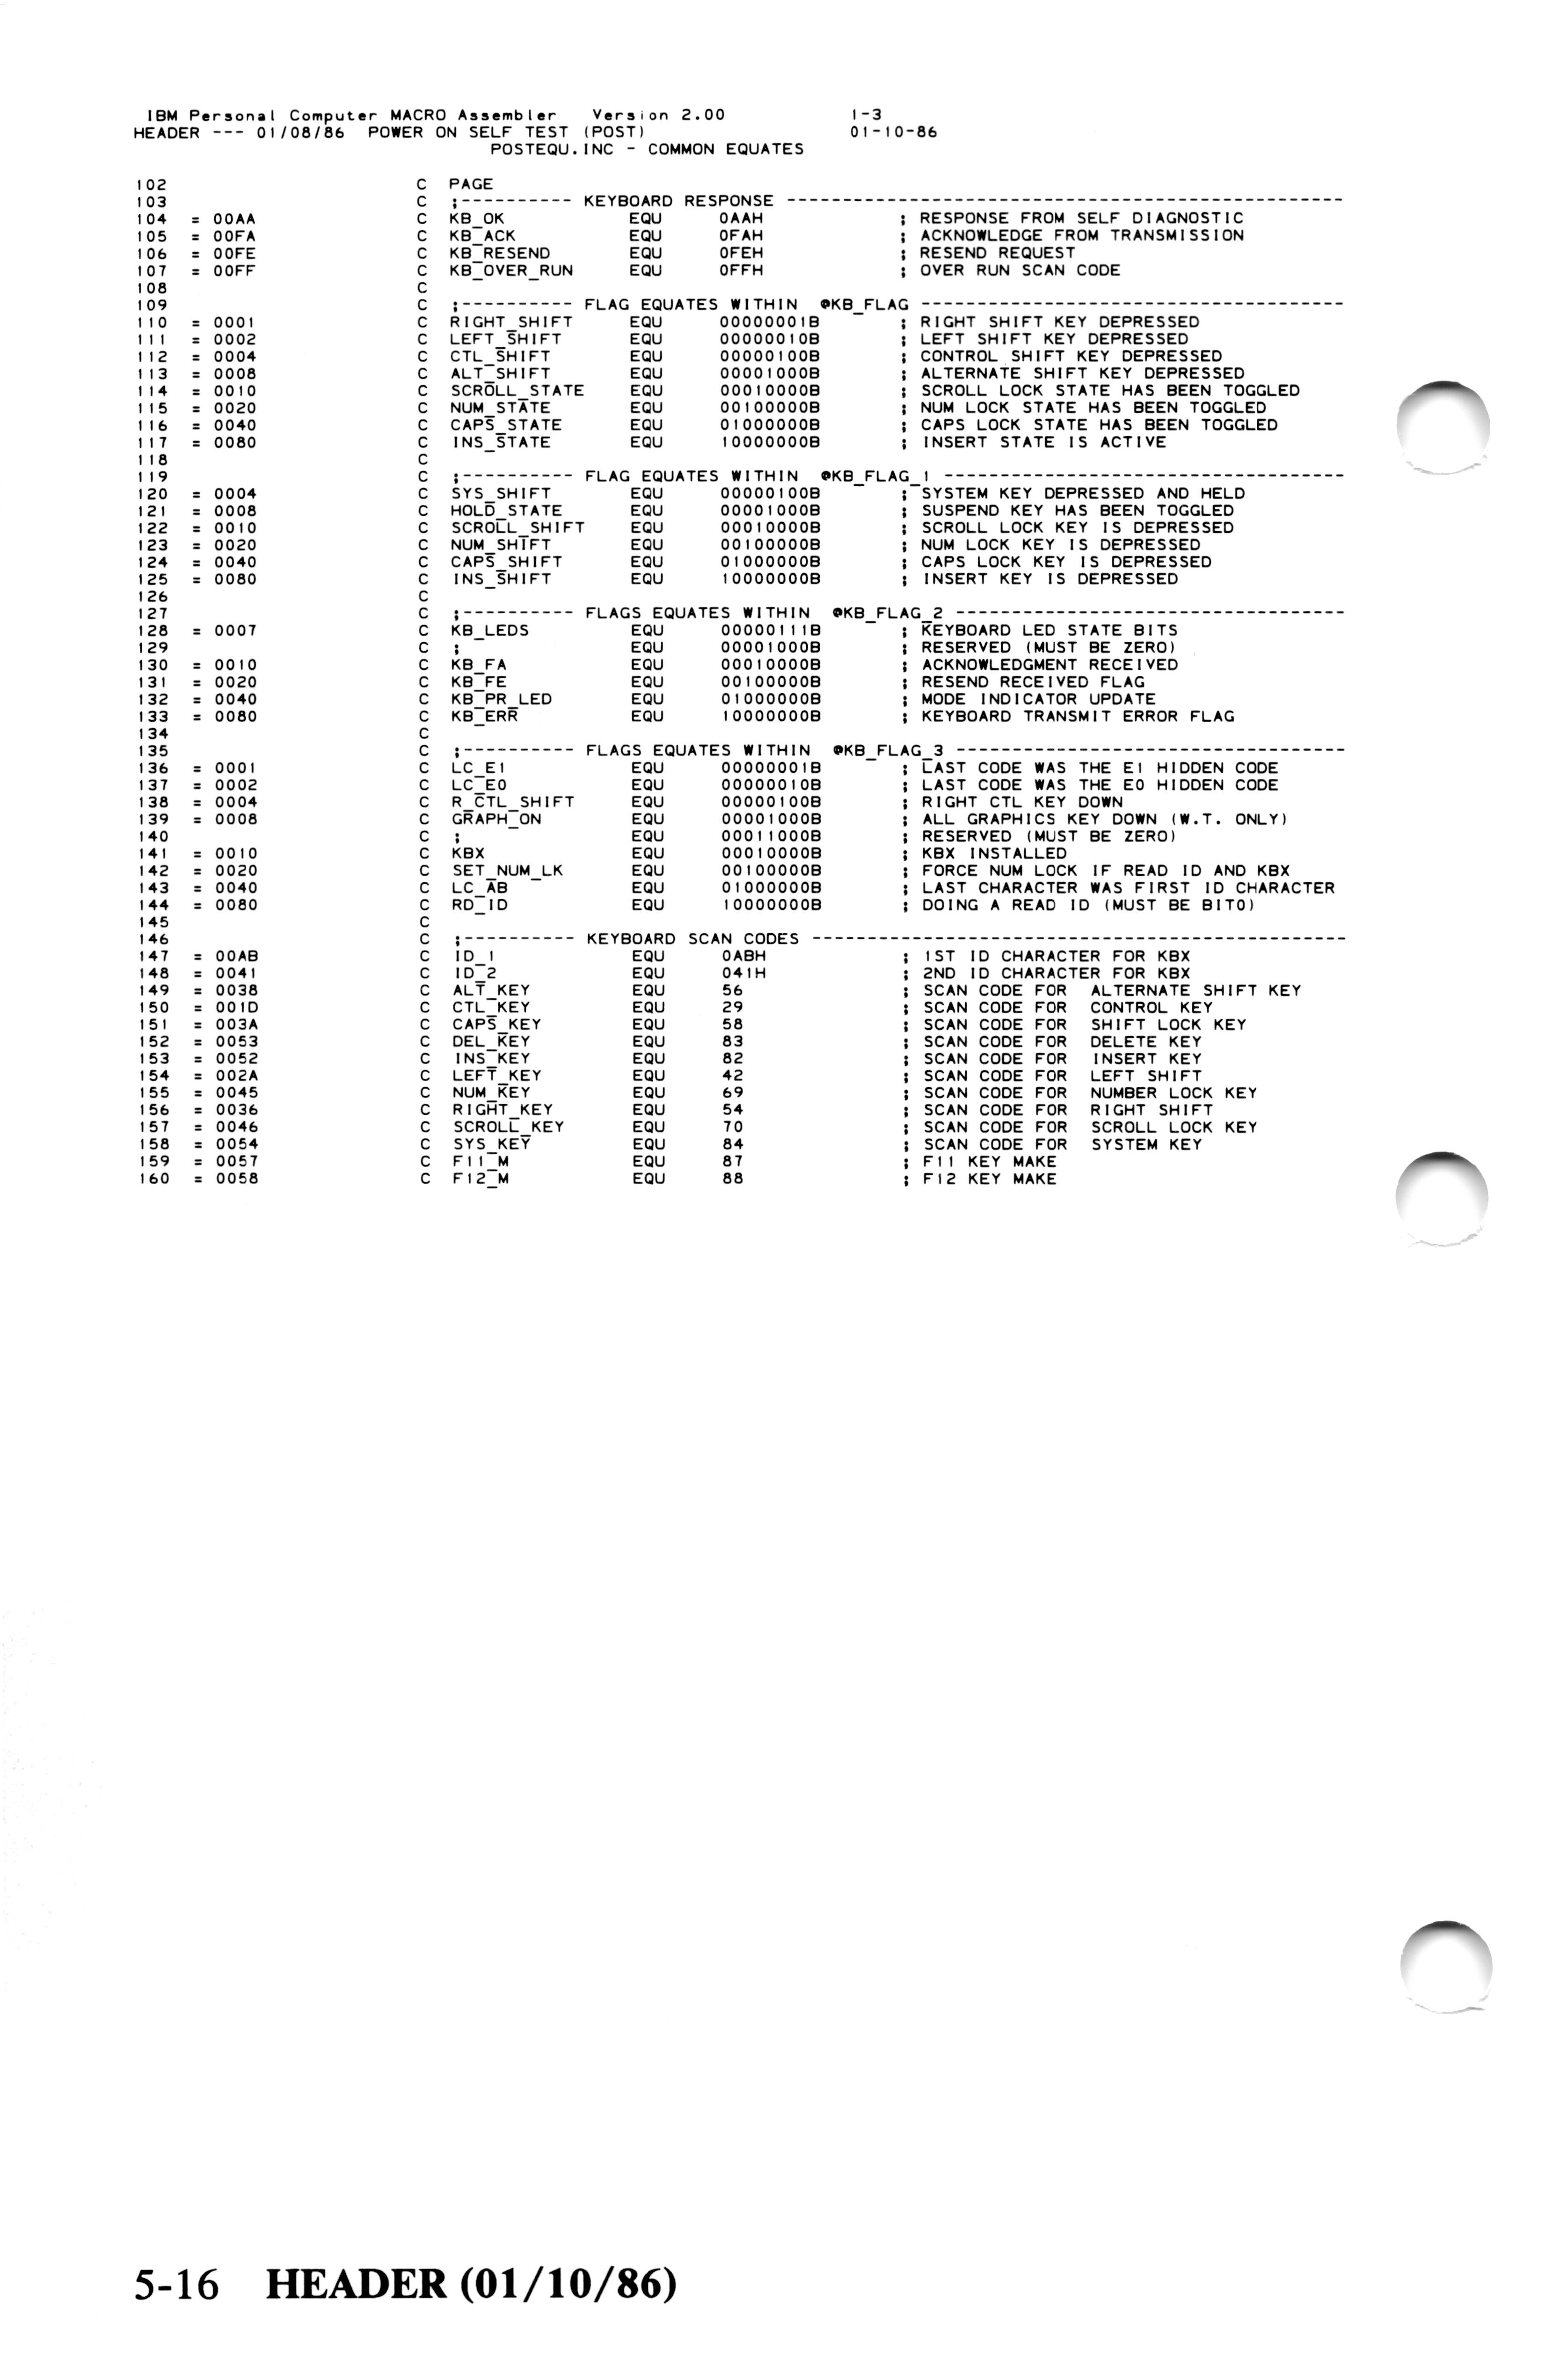 IBM Personal Computer MACRO Assembler   Version 2.00          1-3
HEADER --- 01/08/86  POWER ON SELF TEST (POST)                01-10-86
POSTEQU.INC - COMMON EQUATES
102 C PAGE
103 C ;---------- KEYBOARD RESPONSE --------------------------------------------------
104 = 00AA C KB_OK EQU 0AAH ; RESPONSE FROM SELF DIAGNOSTIC
105 = 00FA C KB_ACK EQU 0FAH ; ACKNOWLEDGE FROM TRANSMISSION
106 = 00FE C KB_RESEND EQU 0FEH ; RESEND REQUEST
107 = 00FF C KB_OVER_RUN EQU 0FFH ; OVER RUN SCAN CODE
108 C
109 C ;---------- FLAG EQUATES WITHIN @KB_FLAG --------------------------------------
110 = 0001 C RIGHT_SHIFT EQU 00000001B ; RIGHT SHIFT KEY DEPRESSED
111 = 0002 C LEFT_SHIFT EQU 00000010B ; LEFT SHIFT KEY DEPRESSED
112 = 0004 C CTL_SHIFT EQU 00000100B ; CONTROL SHIFT KEY DEPRESSED
113 = 0008 C ALT_SHIFT EQU 00001000B ; ALTERNATE SHIFT KEY DEPRESSED
114 = 0010 C SCROLL_STATE EQU 00010000B ; SCROLL LOCK STATE HAS BEEN TOGGLED
115 = 0020 C NUM_STATE EQU 00100000B ; NUM LOCK STATE HAS BEEN TOGGLED
116 = 0040 C CAPS_STATE EQU 01000000B ; CAPS LOCK STATE HAS BEEN TOGGLED
117 = 0080 C INS_STATE EQU 10000000B ; INSERT STATE IS ACTIVE
118 C
119 C ;---------- FLAG EQUATES WITHIN @KB_FLAG_1 ------------------------------------
120 = 0004 C SYS_SHIFT EQU 00000100B ; SYSTEM KEY DEPRESSED AND HELD
121 = 0008 C HOLD_STATE EQU 00001000B ; SUSPEND KEY HAS BEEN TOGGLED
122 = 0010 C SCROLL_SHIFT EQU 00010000B ; SCROLL LOCK KEY IS DEPRESSED
123 = 0020 C NUM_SHIFT EQU 00100000B ; NUM LOCK KEY IS DEPRESSED
124 = 0040 C CAPS_SHIFT EQU 01000000B ; CAPS LOCK KEY IS DEPRESSED
125 = 0080 C INS_SHIFT EQU 10000000B ; INSERT KEY IS DEPRESSED
126 C
127 C ;---------- FLAGS EQUATES WITHIN @KB_FLAG_2 -----------------------------------
128 = 0007 C KB_LEDS EQU 00000111B ; KEYBOARD LED STATE BITS
129 C ; EQU 00001000B ; RESERVED (MUST BE ZERO)
130 = 0010 C KB_FA EQU 00010000B ; ACKNOWLEDGMENT RECEIVED
131 = 0020 C KB_FE EQU 00100000B ; RESEND RECEIVED FLAG
132 = 0040 C KB_PR_LED EQU 01000000B ; MODE INDICATOR UPDATE
133 = 0080 C KB_ERR EQU 10000000B ; KEYBOARD TRANSMIT ERROR FLAG
134 C
135 C ;---------- FLAGS EQUATES WITHIN @KB_FLAG_3 -----------------------------------
136 = 0001 C LC_E1 EQU 00000001B ; LAST CODE WAS THE E1 HIDDEN CODE
137 = 0002 C LC_E0 EQU 00000010B ; LAST CODE WAS THE E0 HIDDEN CODE
138 = 0004 C R_CTL_SHIFT EQU 00000100B ; RIGHT CTL KEY DOWN
139 = 0008 C GRAPH_ON EQU 00001000B ; ALL GRAPHICS KEY DOWN (W.T. ONLY)
140 C ; EQU 00011000B ; RESERVED (MUST BE ZERO)
141 = 0010 C KBX EQU 00010000B ; KBX INSTALLED
142 = 0020 C SET_NUM_LK EQU 00100000B ; FORCE NUM LOCK IF READ ID AND KBX
143 = 0040 C LC_AB EQU 01000000B ; LAST CHARACTER WAS FIRST ID CHARACTER
144 = 0080 C RD_ID EQU 10000000B ; DOING A READ ID (MUST BE BIT0)
145 C
146 C ;---------- KEYBOARD SCAN CODES ------------------------------------------------
147 = 00AB C ID_1 EQU 0ABH ; 1ST ID CHARACTER FOR KBX
148 = 0041 C ID_2 EQU 041H ; 2ND ID CHARACTER FOR KBX
149 = 0038 C ALT_KEY EQU 56 ; SCAN CODE FOR ALTERNATE SHIFT KEY
150 = 001D C CTL_KEY EQU 29 ; SCAN CODE FOR CONTROL KEY
151 = 003A C CAPS_KEY EQU 58 ; SCAN CODE FOR SHIFT LOCK KEY
152 = 0053 C DEL_KEY EQU 83 ; SCAN CODE FOR DELETE KEY
153 = 0052 C INS_KEY EQU 82 ; SCAN CODE FOR INSERT KEY
154 = 002A C LEFT_KEY EQU 42 ; SCAN CODE FOR LEFT SHIFT
155 = 0045 C NUM_KEY EQU 69 ; SCAN CODE FOR NUMBER LOCK KEY
156 = 0036 C RIGHT_KEY EQU 54 ; SCAN CODE FOR RIGHT SHIFT
157 = 0046 C SCROLL_KEY EQU 70 ; SCAN CODE FOR SCROLL LOCK KEY
158 = 0054 C SYS_KEY EQU 84 ; SCAN CODE FOR SYSTEM KEY
159 = 0057 C F11_M EQU 87 ; F11 KEY MAKE
160 = 0058 C F12_M EQU 88 ; F12 KEY MAKE
5-16 HEADER (01/10/86)